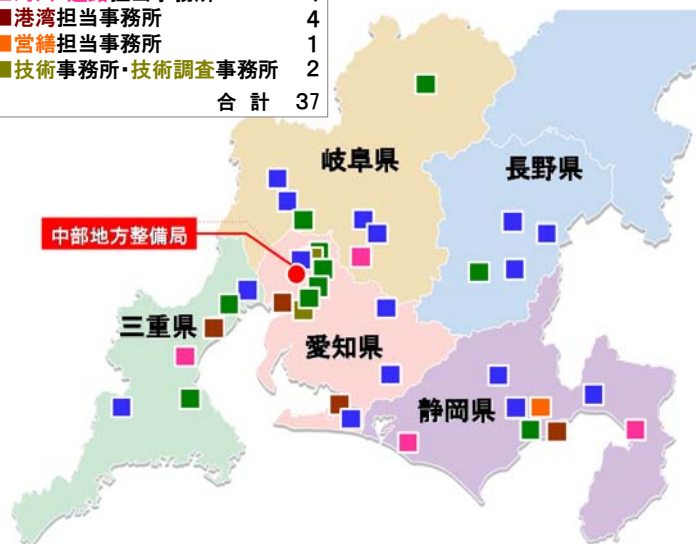 ■港湾担当事務所 4
■営繕担当事務所 1
■技術事務所・技術調査事務所 2
合 計 37
岐阜県
長野県
中部地方整備局
三重県
愛知県
静岡県